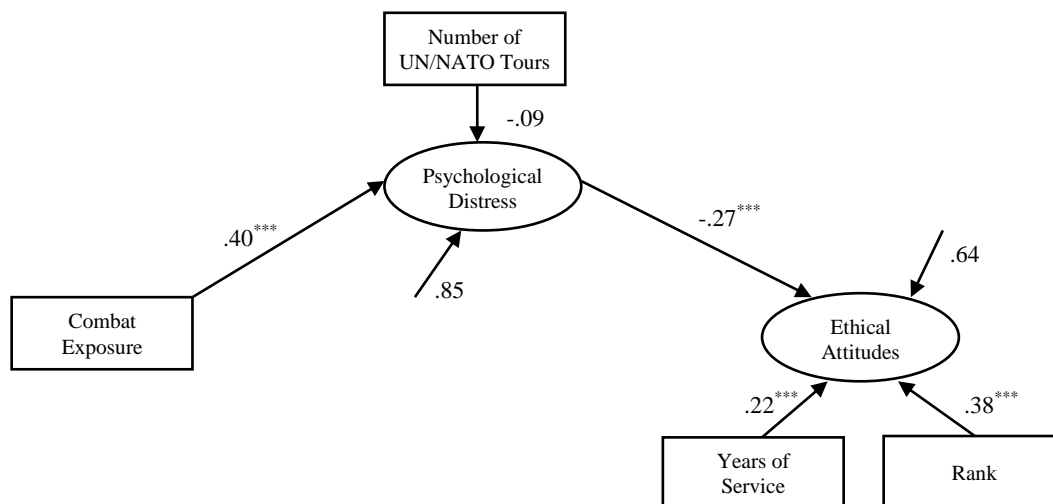 Number of
UN/NATO Tours
-.09
Psychological
Distress
-.27***
.40***
.64
.85
Combat
Exposure
Ethical
Attitudes
.22***
.38***
Years of
Service
Rank